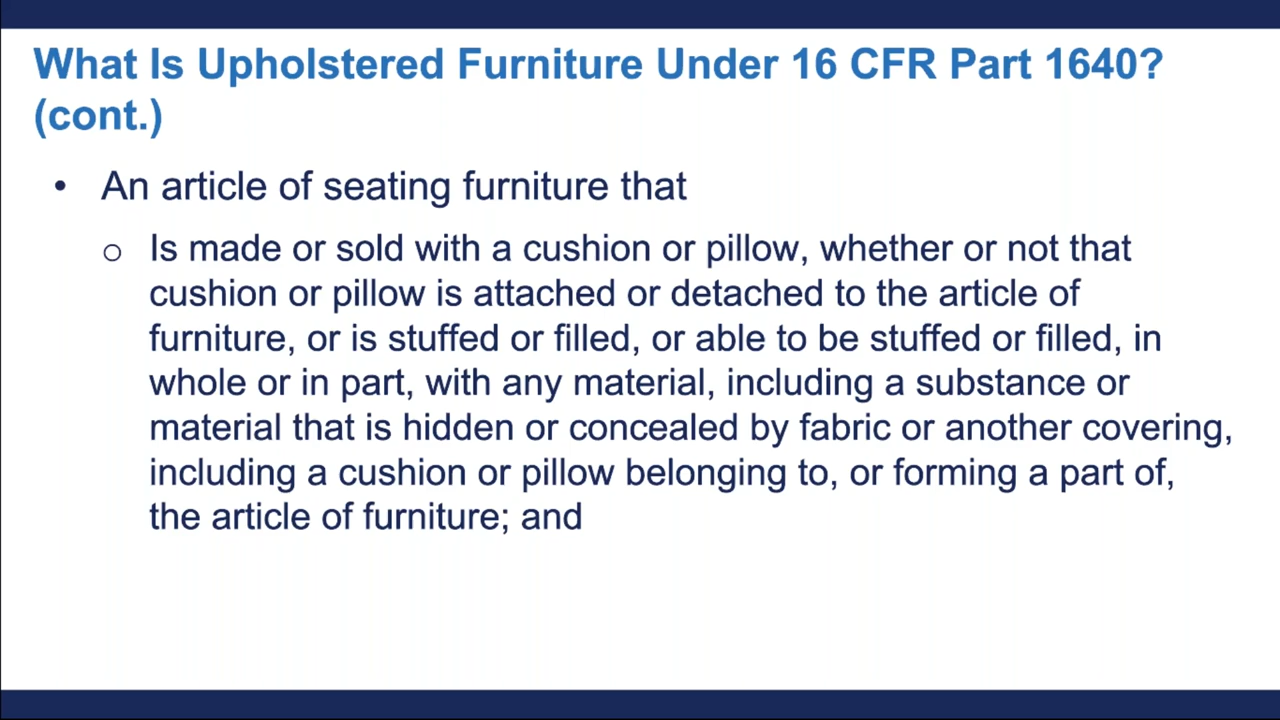 What Is Upholstered Furniture Under 16 CFR Part 1640?
(cont.)
• An article of seating furniture that
o Is made or sold with a cushion or pillow, whether or not that
cushion or pillow is attached or detached to the article of
furniture, or is stuffed or filled, or able to be stuffed or filled, in
whole or in part, with any material, including a substance or
material that is hidden or concealed by fabric or another covering,
including a cushion or pillow belonging to, or forming a part of,
the article of furniture; and